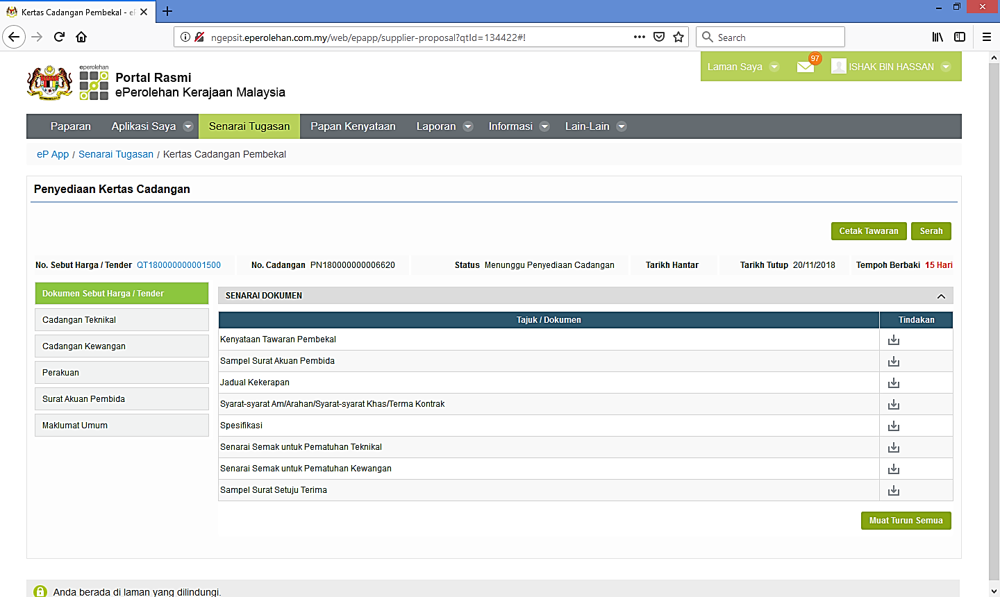 Kertas Cadangan Pembekal - eP
ngepsit.eperolehan.com.my/web/epapp/supplier-proposal?qtId=134422#!
Search
eperolehan
Portal Rasmi
ePerolehan Kerajaan Malaysia
Laman Saya
97
ISHAK BIN HASSAN
Paparan Aplikasi Saya Senarai Tugasan Papan Kenyataan Laporan Informasi Lain-Lain
eP App / Senarai Tugasan / Kertas Cadangan Pembekal
Penyediaan Kertas Cadangan
Cetak Tawaran Serah
No. Sebut Harga / Tender QT180000000001500 No. Cadangan PN180000000006620 Status Menunggu Penyediaan Cadangan Tarikh Hantar Tarikh Tutup 20/11/2018 Tempoh Berbaki 15 Hari
Dokumen Sebut Harga / Tender
Cadangan Teknikal
Cadangan Kewangan
Perakuan
Surat Akuan Pembida
Maklumat Umum
SENARAI DOKUMEN
Tajuk / Dokumen Tindakan
Kenyataan Tawaran Pembekal
Sampel Surat Akuan Pembida
Jadual Kekerapan
Syarat-syarat Am/Arahan/Syarat-syarat Khas/Terma Kontrak
Spesifikasi
Senarai Semak untuk Pematuhan Teknikal
Senarai Semak untuk Pematuhan Kewangan
Sampel Surat Setuju Terima
Muat Turun Semua
Anda berada di laman yang dilindungi.